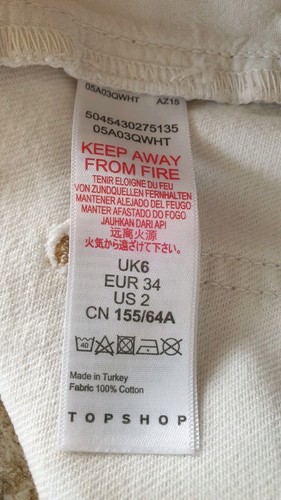 05A03QWHT AZ15
5045430275135
05A03QWHT
KEEP AWAY
FROM FIRE
TENIR ELOIGNE DU FEU
VON ZUNDQUELLEN FERNHALTEN
MANTENER ALEJADO DEL FEUGO
MANTER AFASTADO DO FOGO
JAUHKAN DARI API
远离火源
火気から遠ざけて下さい。
UK6
EUR 34
US 2
CN 155/64A
40
Made in Turkey
Fabric 100% Cotton
TOPSHOP